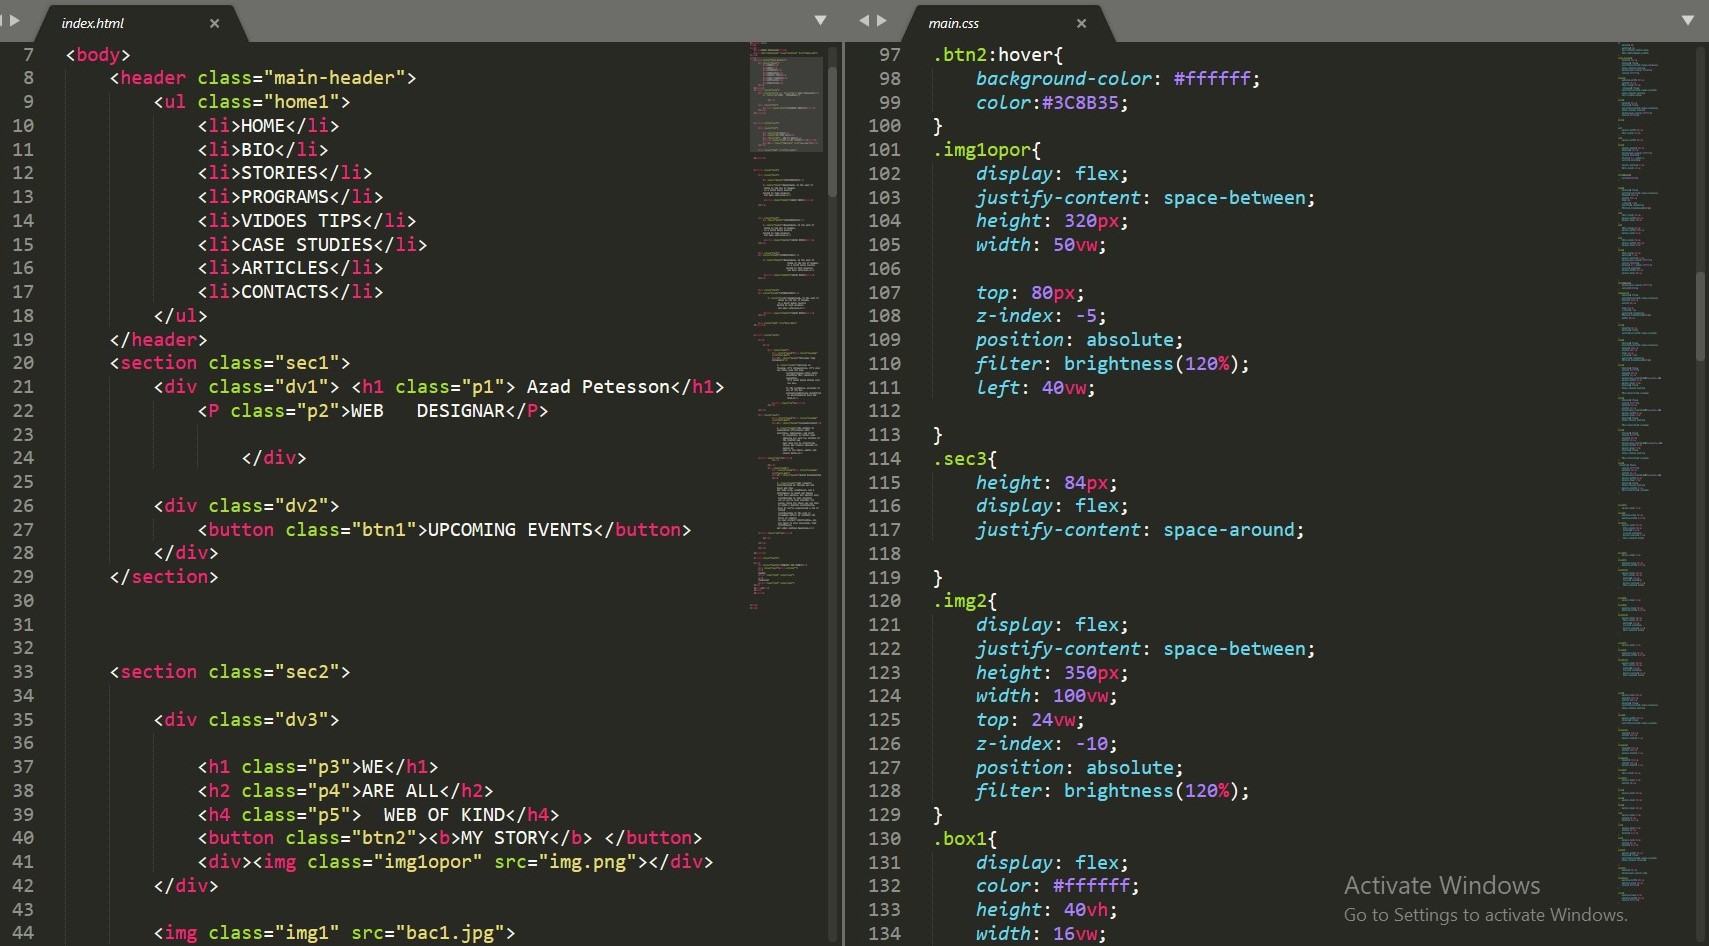 index.html
7 <body>
8 <header class="main-header">
9 <ul class="home1">
10 <li>HOME</li>
11 <li>BIO</li>
12 <li>STORIES</li>
13 <li>PROGRAMS</li>
14 <li>VIDOES TIPS</li>
15 <li>CASE STUDIES</li>
16 <li>ARTICLES</li>
17 <li>CONTACTS</li>
18 </ul>
19 </header>
20 <section class="sec1">
21 <div class="dv1"> <h1 class="p1"> Azad Petesson</h1>
22 <P class="p2">WEB   DESIGNAR</P>
23
24 </div>
25
26 <div class="dv2">
27 <button class="btn1">UPCOMING EVENTS</button>
28 </div>
29 </section>
30
31
32
33 <section class="sec2">
34
35 <div class="dv3">
36
37 <h1 class="p3">WE</h1>
38 <h2 class="p4">ARE ALL</h2>
39 <h4 class="p5">  WEB OF KIND</h4>
40 <button class="btn2"><b>MY STORY</b> </button>
41 <div><img class="img1opor" src="img.png"></div>
42 </div>
43
44 <img class="img1" src="bac1.jpg">
main.css
97 .btn2:hover{
98 background-color: #ffffff;
99 color:#3C8B35;
100 }
101 .img1opor{
102 display: flex;
103 justify-content: space-between;
104 height: 320px;
105 width: 50vw;
106
107 top: 80px;
108 z-index: -5;
109 position: absolute;
110 filter: brightness(120%);
111 left: 40vw;
112
113 }
114 .sec3{
115 height: 84px;
116 display: flex;
117 justify-content: space-around;
118
119 }
120 .img2{
121 display: flex;
122 justify-content: space-between;
123 height: 350px;
124 width: 100vw;
125 top: 24vw;
126 z-index: -10;
127 position: absolute;
128 filter: brightness(120%);
129 }
130 .box1{
131 display: flex;
132 color: #ffffff;
133 height: 40vh;
134 width: 16vw;
Activate Windows
Go to Settings to activate Windows.